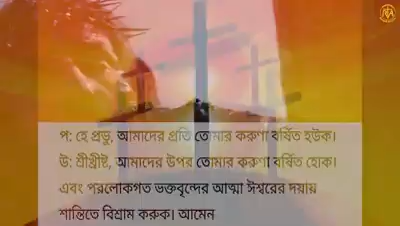 প: হে প্রভু, আমাদের প্রতি তোমার করুণা বর্ষিত হউক।
উ: শ্রীখ্রীষ্ট, আমাদের উপর তোমার করুণা বর্ষিত হোক।
এবং পরলোকগত ভক্তবৃন্দের আত্মা ঈশ্বরের দয়ায়
শান্তিতে বিশ্রাম করুক। আমেন